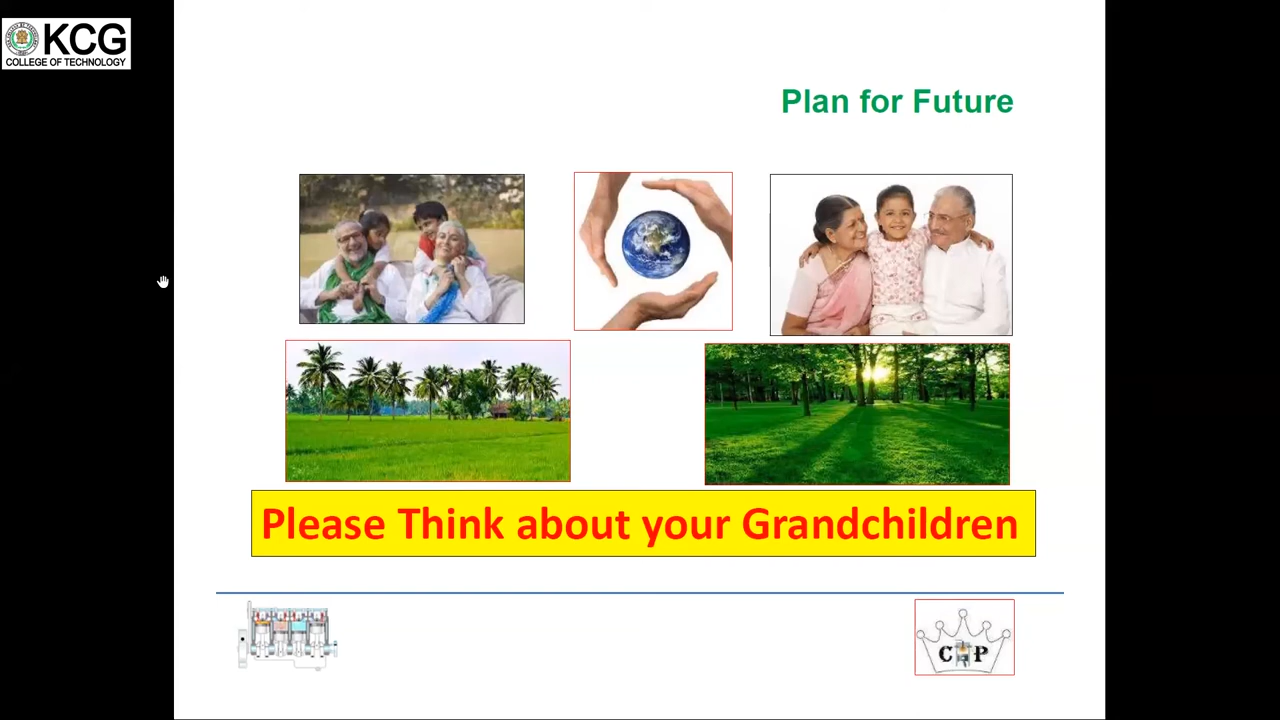 KCG
COLLEGE OF TECHNOLOGY
Plan for Future
Please Think about your Grandchildren
C P